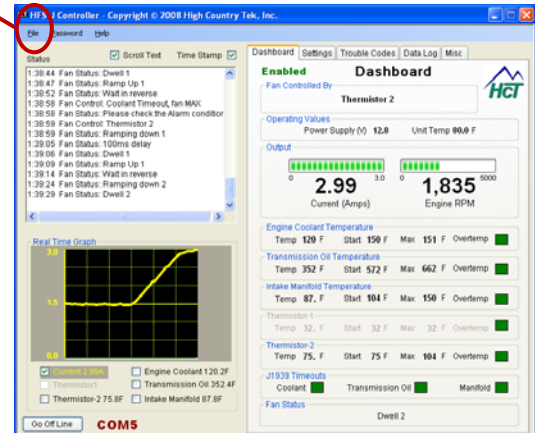 HFS-J Controller - Copyright © 2008 High Country Tek, Inc.
File Password Help
Status
Scroll Text Time Stamp
1:38:44 Fan Status: Dwell 1
1:38:47 Fan Status: Ramp Up 1
1:38:52 Fan Status: Wait in reverse
1:38:58 Fan Control: Coolant Timeout, fan MAX
1:38:58 Fan Status: Please check the Alarm condition
1:38:59 Fan Control: Thermistor 2
1:38:59 Fan Status: Ramping down 1
1:39:05 Fan Status: 100ms delay
1:39:06 Fan Status: Dwell 1
1:39:09 Fan Status: Ramp Up 1
1:39:14 Fan Status: Wait in reverse
1:39:24 Fan Status: Ramping down 2
1:39:29 Fan Status: Dwell 2
Real Time Graph
3.0
1.5
0.0
Current 2.99A
Engine Coolant 120.2F
Thermistor1
Transmission Oil 352.4F
Thermistor-2 75.8F
Intake Manifold 87.8F
Go Off Line
COM5
Dashboard Settings Trouble Codes Data Log Misc
Enabled Dashboard
HCT
Fan Controlled By
Thermistor 2
Operating Values
Power Supply (V) 12.8 Unit Temp 80.0 F
Output
0 3.0 0 5000
2.99 1,835
Current (Amps) Engine RPM
Engine Coolant Temperature
Temp 120 F Start 150 F Max 151 F Overtemp
Transmission Oil Temperature
Temp 352 F Start 572 F Max 662 F Overtemp
Intake Manifold Temperature
Temp 87. F Start 104 F Max 150 F Overtemp
Thermistor-1
Temp 32. F Start 32 F Max 32 F Overtemp
Thermistor-2
Temp 75. F Start 75 F Max 104 F Overtemp
J1939 Timeouts
Coolant Transmission Oil Manifold
Fan Status
Dwell 2